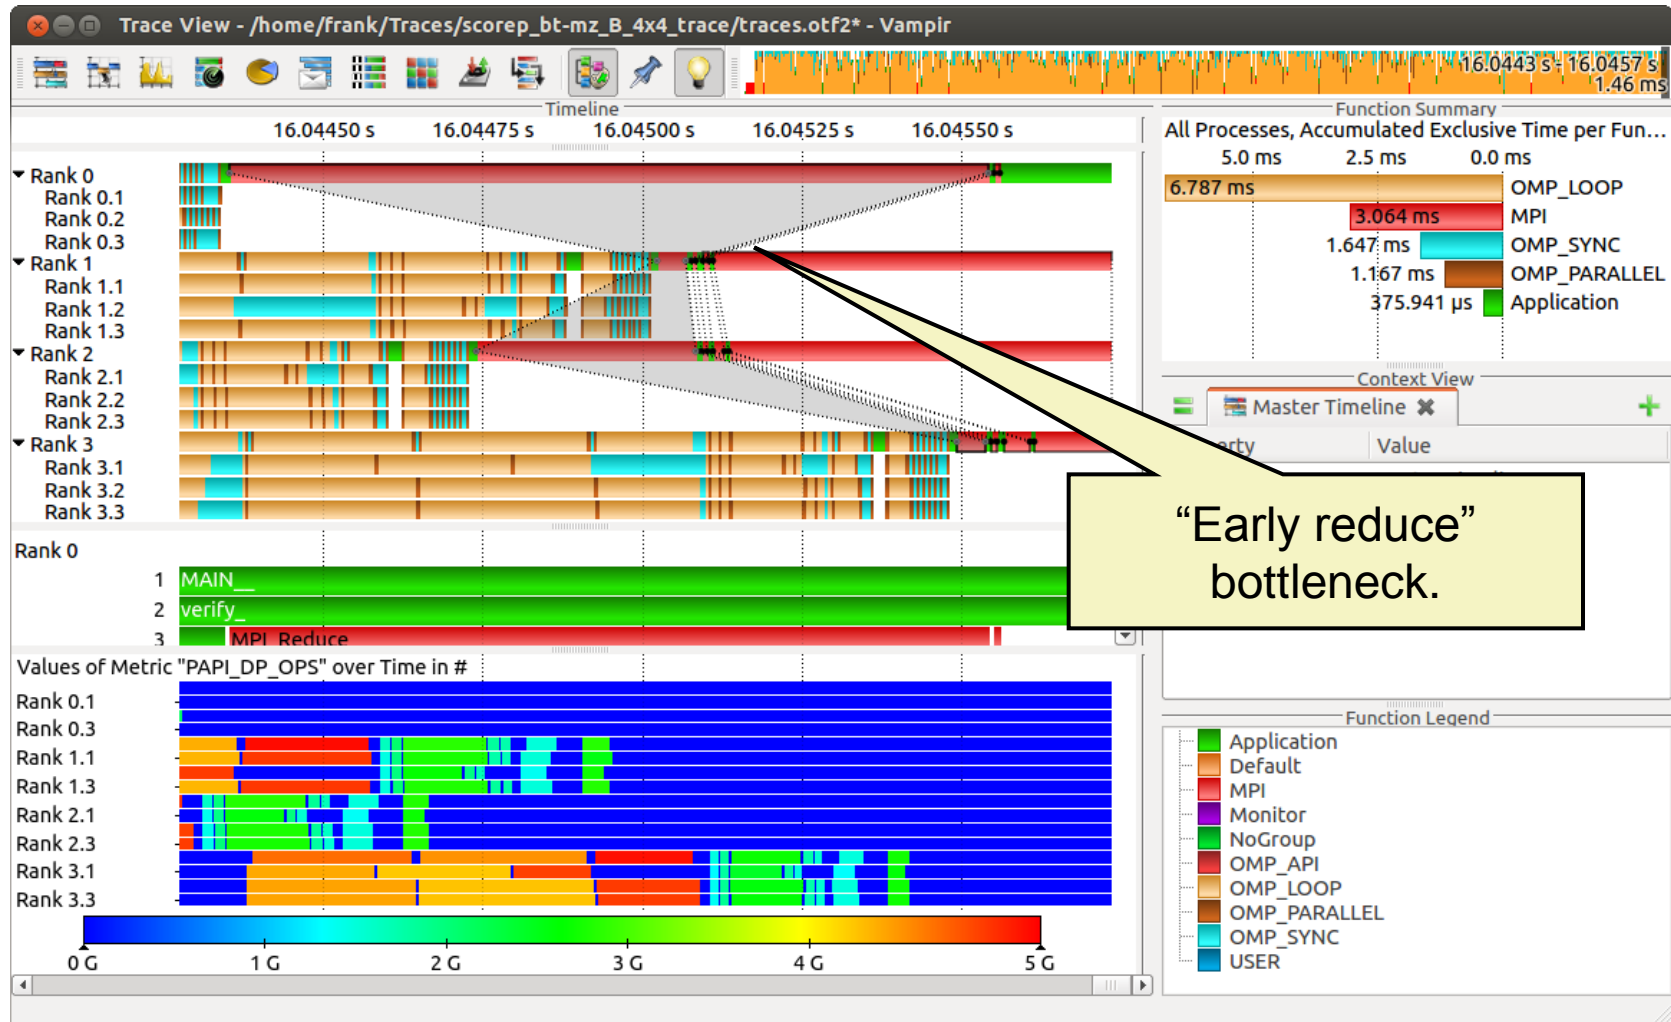 Trace View - /home/frank/Traces/scorep_bt-mz_B_4x4_trace/traces.otf2* - Vampir
16.0443 s - 16.0457 s
1.46 ms
Timeline
16.04450 s 16.04475 s 16.04500 s 16.04525 s 16.04550 s
Rank 0
Rank 0.1
Rank 0.2
Rank 0.3
Rank 1
Rank 1.1
Rank 1.2
Rank 1.3
Rank 2
Rank 2.1
Rank 2.2
Rank 2.3
Rank 3
Rank 3.1
Rank 3.2
Rank 3.3
Rank 0
1 MAIN__
2 verify_
3 MPI_Reduce
Values of Metric "PAPI_DP_OPS" over Time in #
Rank 0.1
Rank 0.3
Rank 1.1
Rank 1.3
Rank 2.1
Rank 2.3
Rank 3.1
Rank 3.3
0 G 1 G 2 G 3 G 4 G 5 G
Function Summary
All Processes, Accumulated Exclusive Time per Fun...
5.0 ms 2.5 ms 0.0 ms
6.787 ms OMP_LOOP
3.064 ms MPI
1.647 ms OMP_SYNC
1.167 ms OMP_PARALLEL
375.941 µs Application
Context View
Master Timeline
Value
“Early reduce”
bottleneck.
Function Legend
Application
Default
MPI
Monitor
NoGroup
OMP_API
OMP_LOOP
OMP_PARALLEL
OMP_SYNC
USER